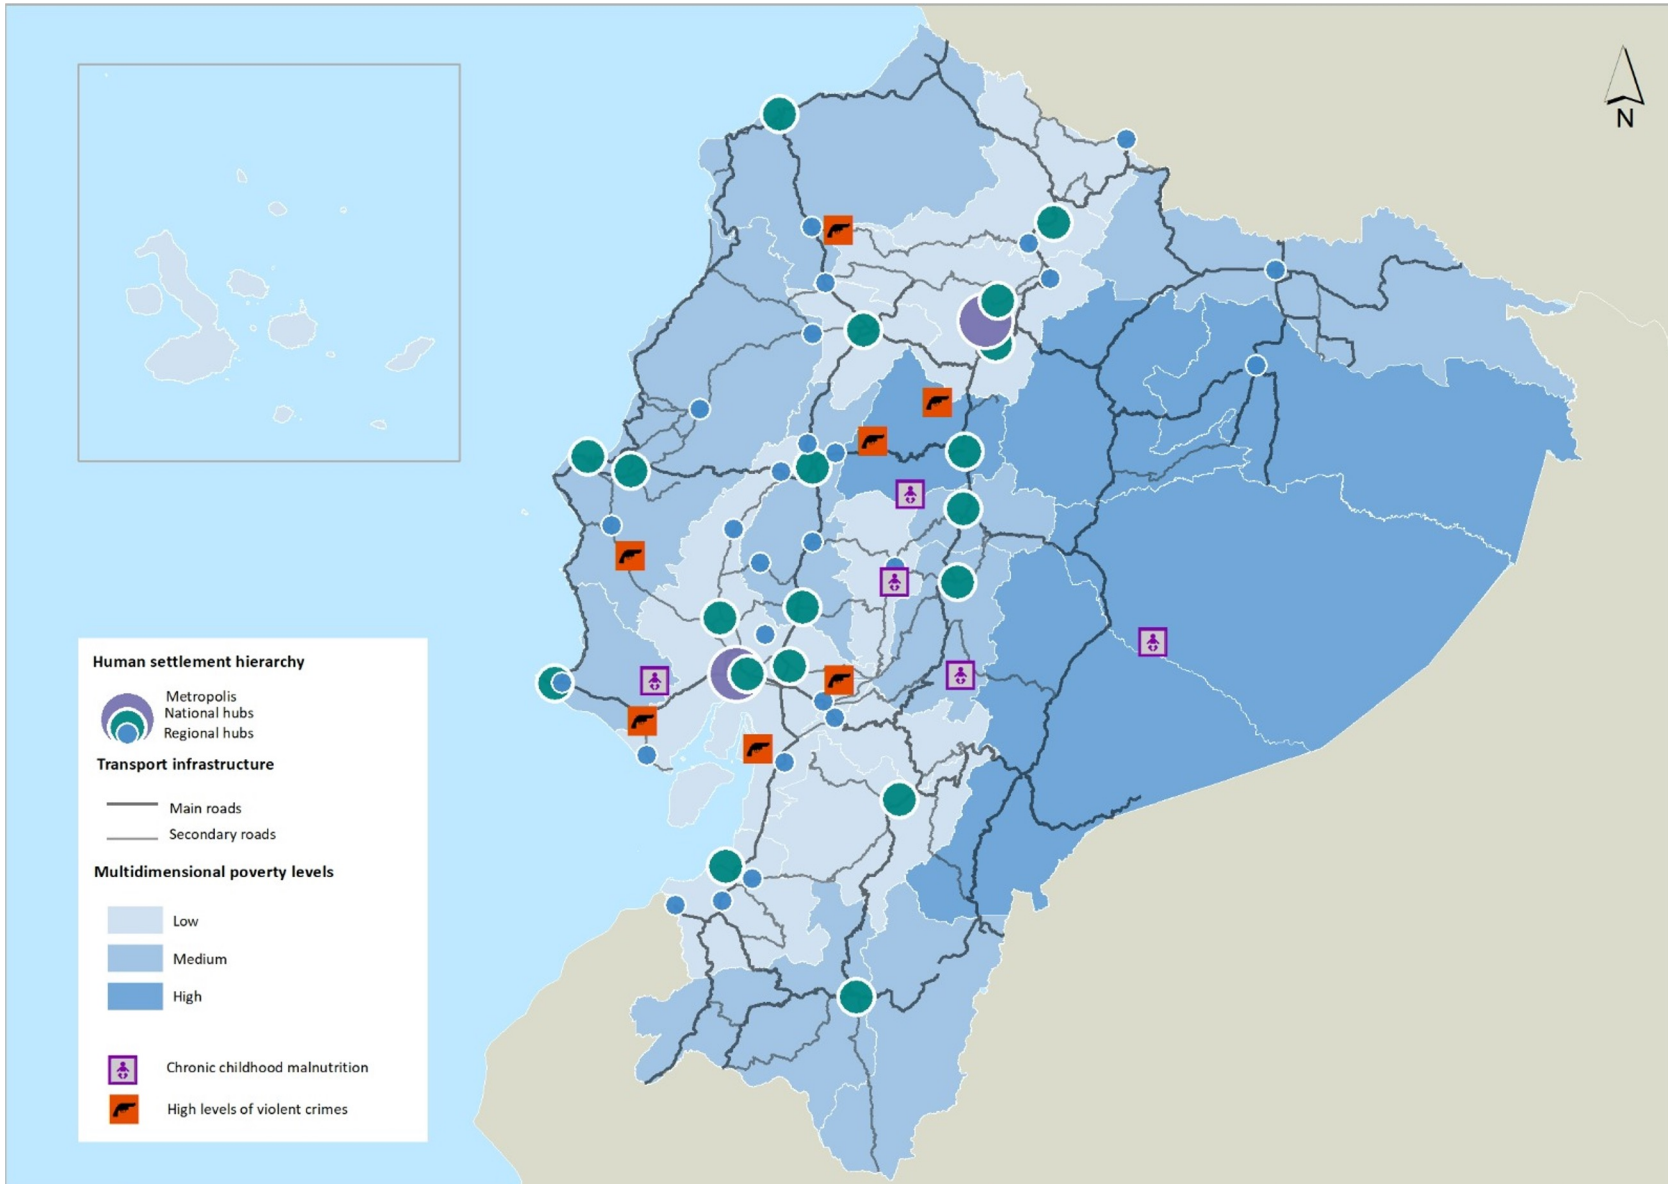 N
Human settlement hierarchy
Metropolis
National hubs
Regional hubs
Transport infrastructure
Main roads
Secondary roads
Multidimensional poverty levels
Low
Medium
High
Chronic childhood malnutrition
High levels of violent crimes